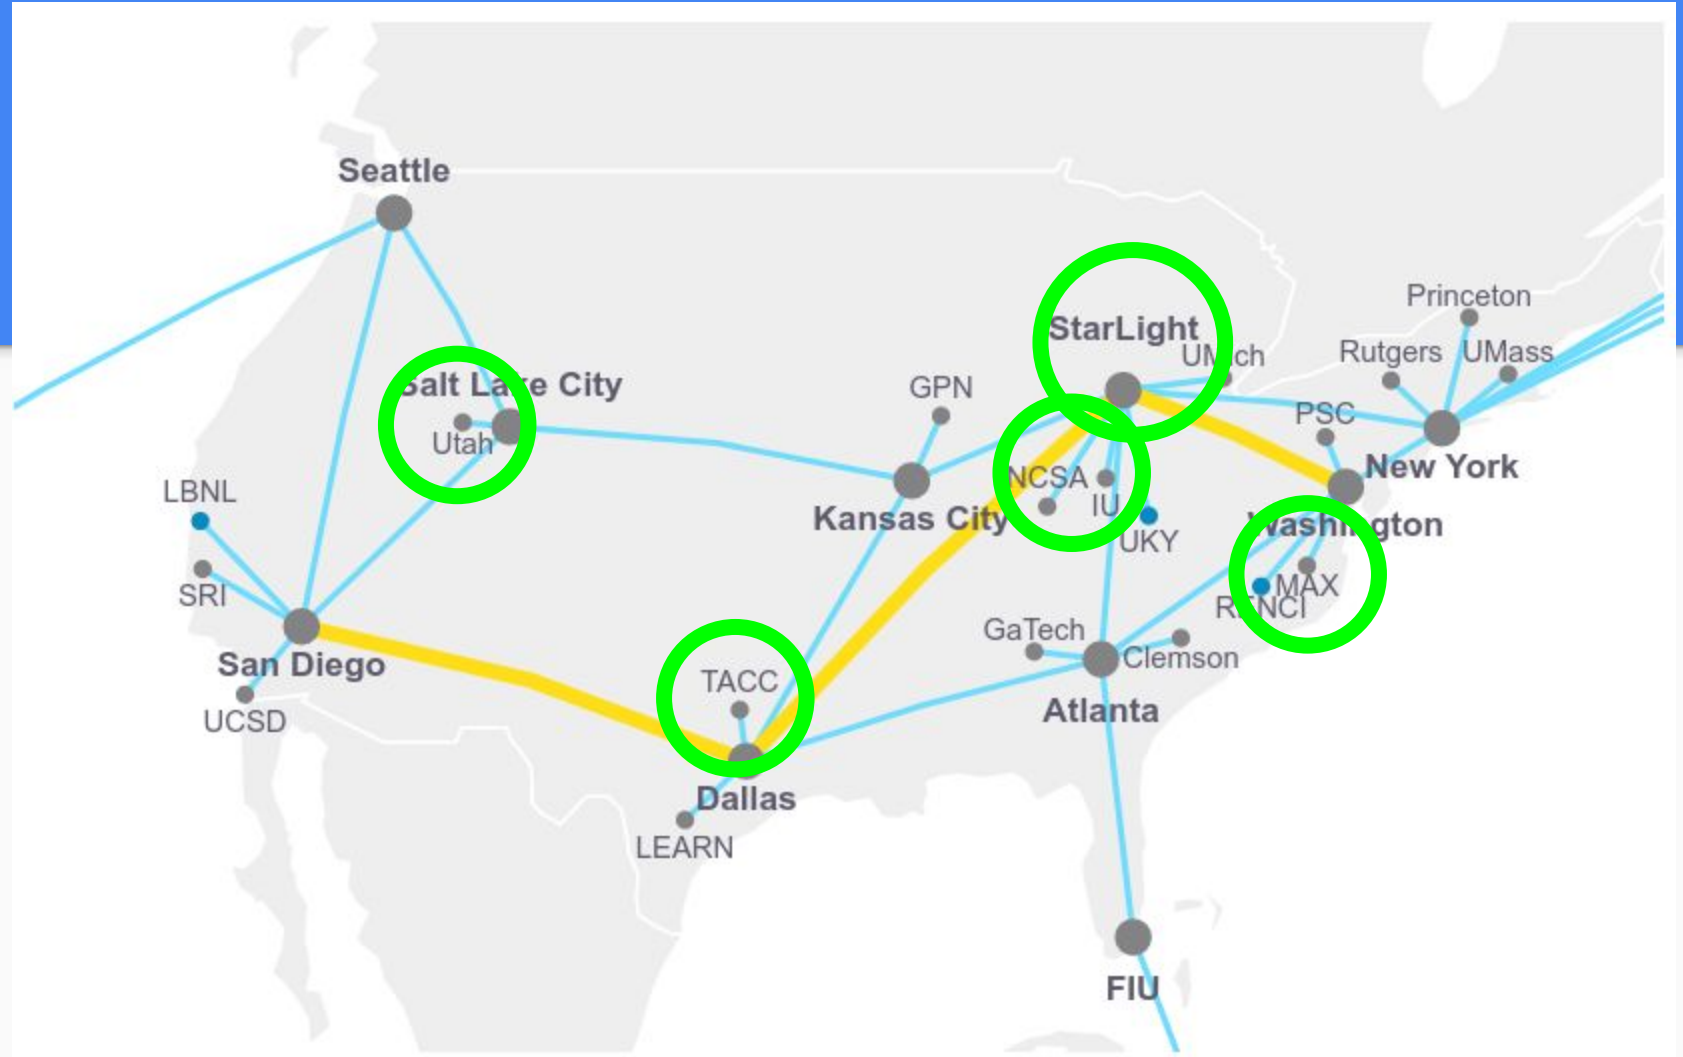 Seattle
Princeton
StarLight
UMich
Rutgers
UMass
Salt Lake City
GPN
PSC
Utah
New York
NCSA
LBNL
IU
Kansas City
Washington
UKY
SRI
MAX
RENCI
GaTech
Clemson
San Diego
TACC
Atlanta
UCSD
Dallas
LEARN
FIU